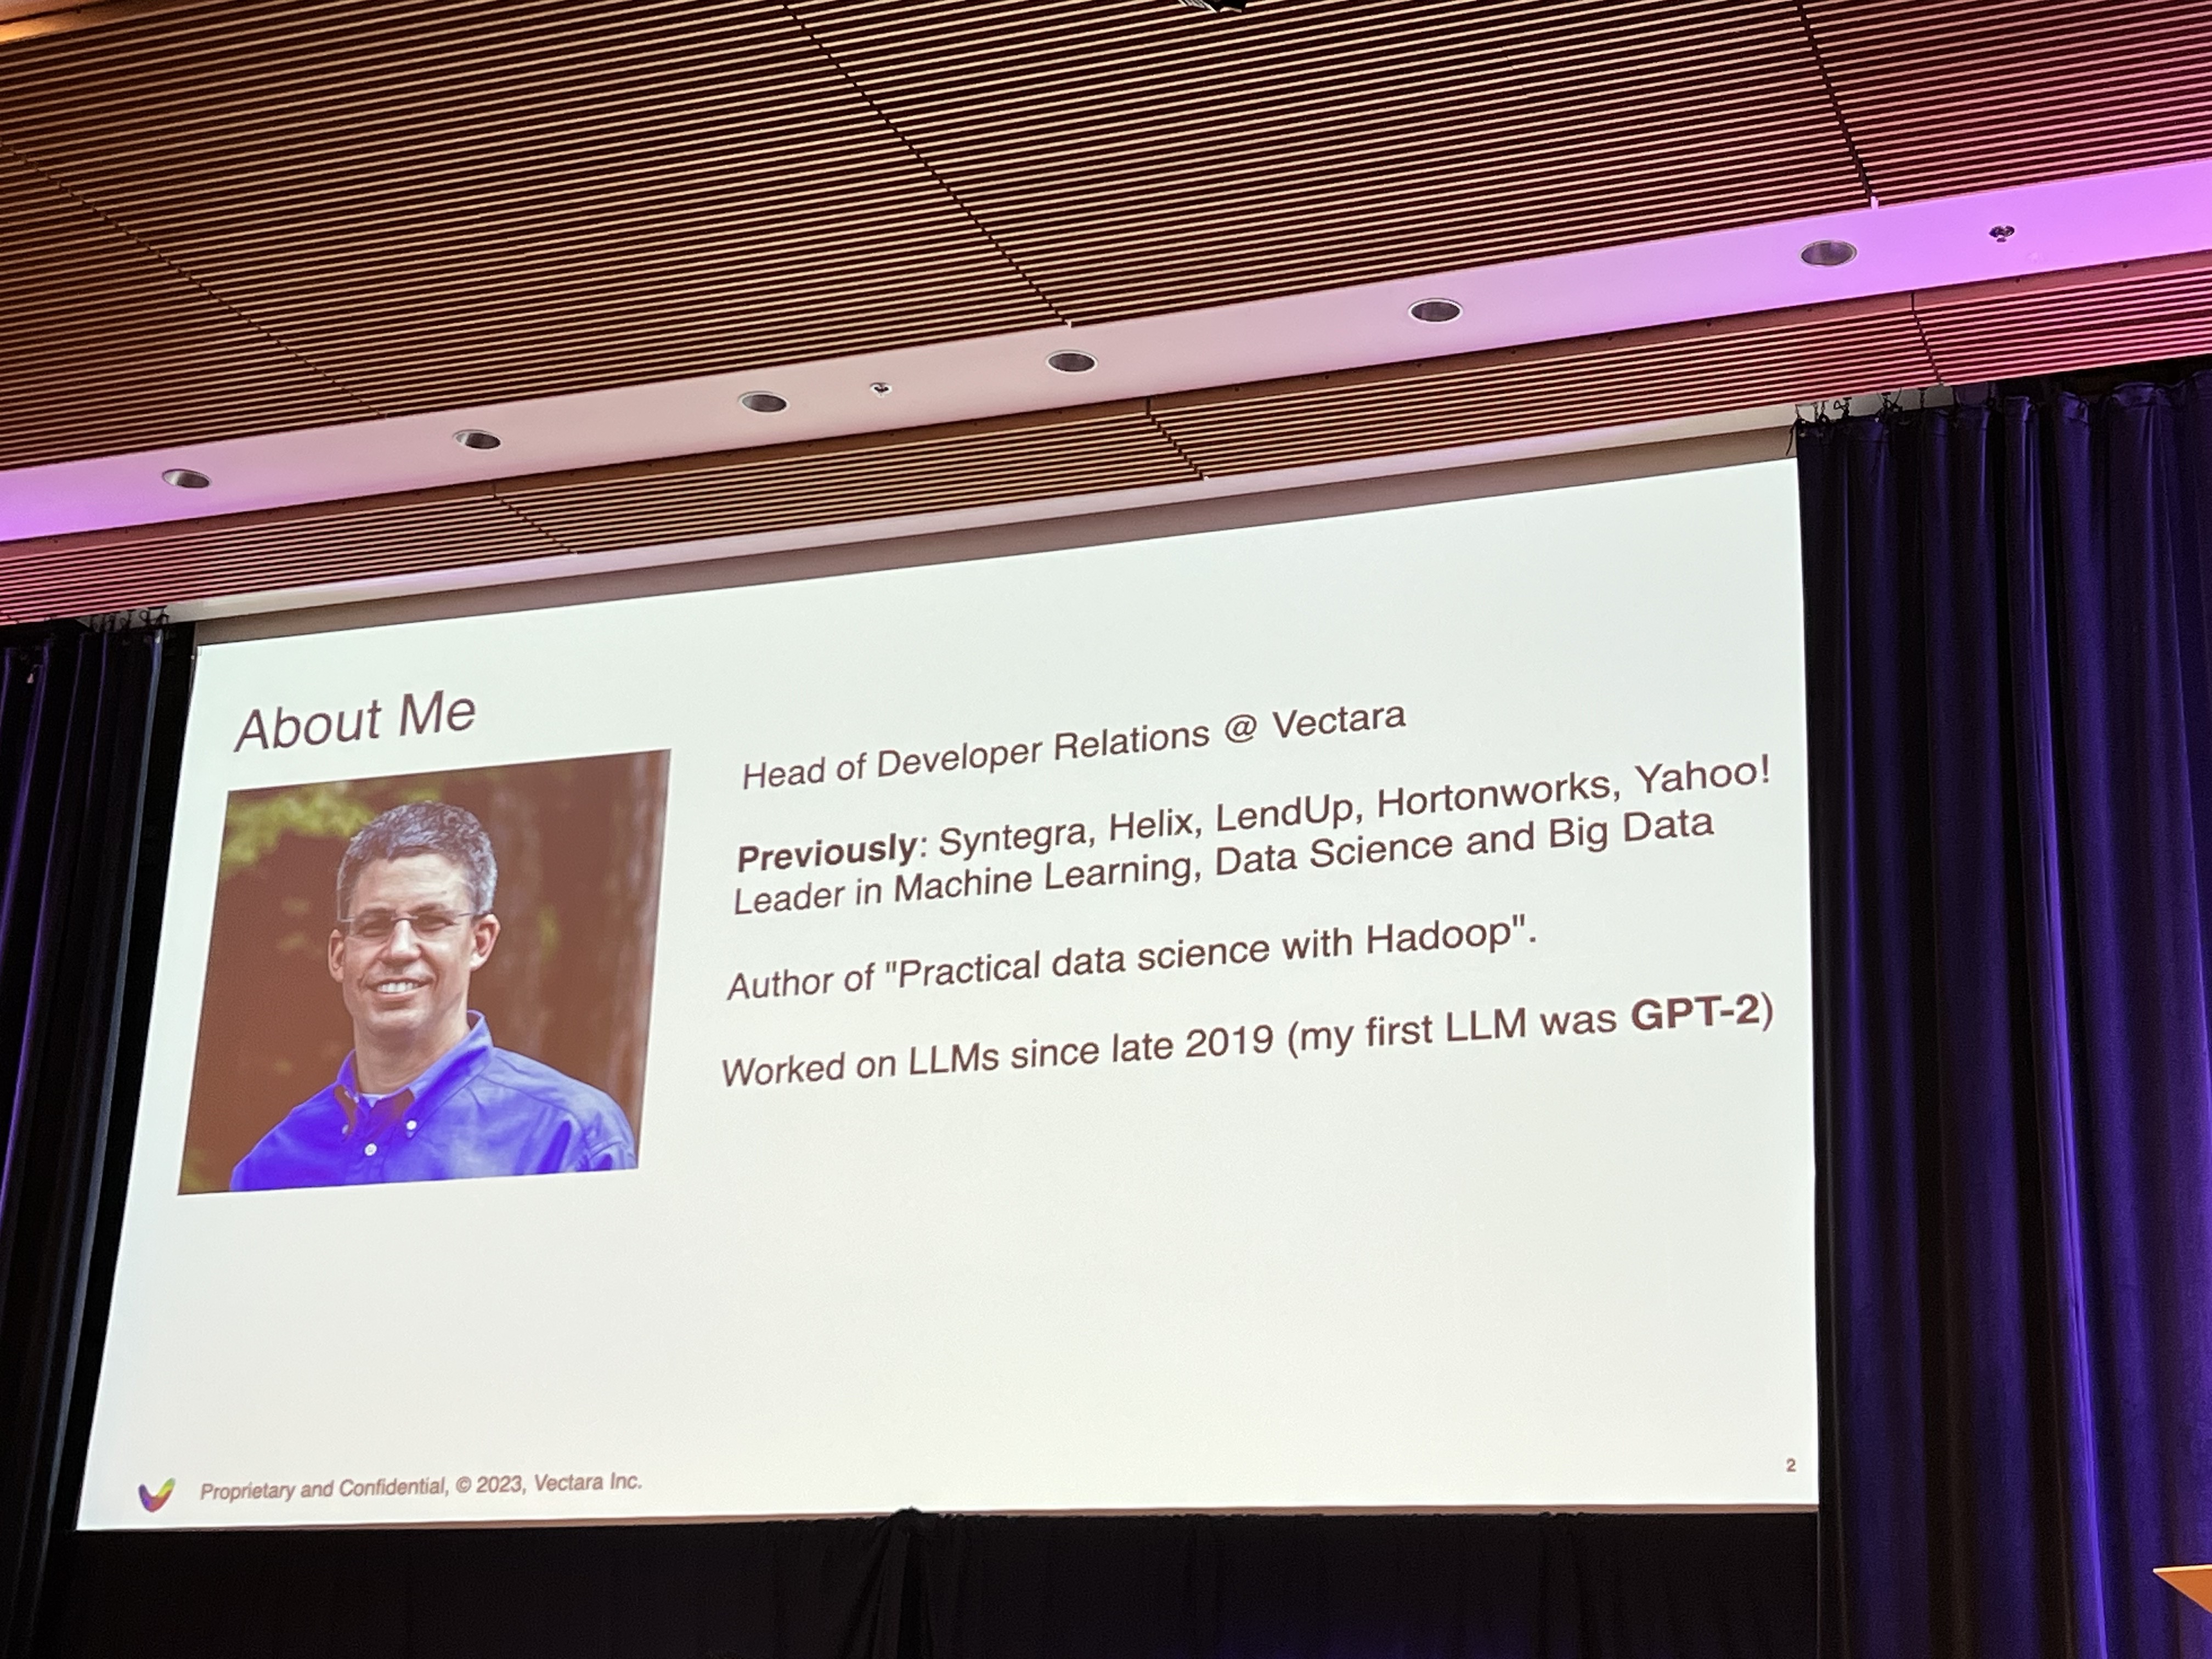 About Me
Head of Developer Relations @ Vectara
Previously: Syntegra, Helix, LendUp, Hortonworks, Yahoo!
Leader in Machine Learning, Data Science and Big Data
Author of "Practical data science with Hadoop".
Worked on LLMs since late 2019 (my first LLM was GPT-2)
Proprietary and Confidential, © 2023, Vectara Inc.
2